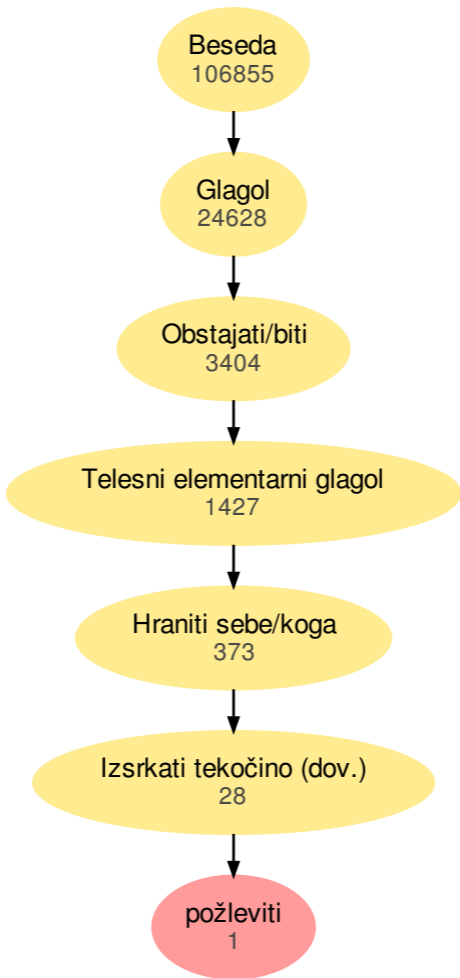 Beseda
106855
Glagol
24628
Obstajati/biti
3404
Telesni elementarni glagol
1427
Hraniti sebe/koga
373
Izsrkati tekočino (dov.)
28
požleviti
1